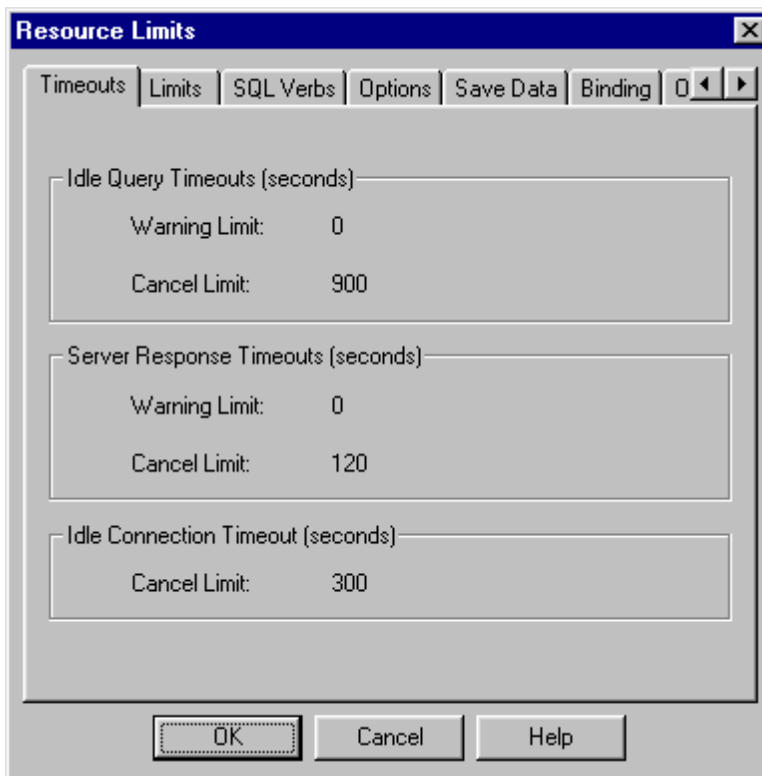 Resource Limits
Timeouts Limits SQL Verbs Options Save Data Binding
Idle Query Timeouts (seconds)
Warning Limit: 0
Cancel Limit: 900
Server Response Timeouts (seconds)
Warning Limit: 0
Cancel Limit: 120
Idle Connection Timeout (seconds)
Cancel Limit: 300
OK Cancel Help